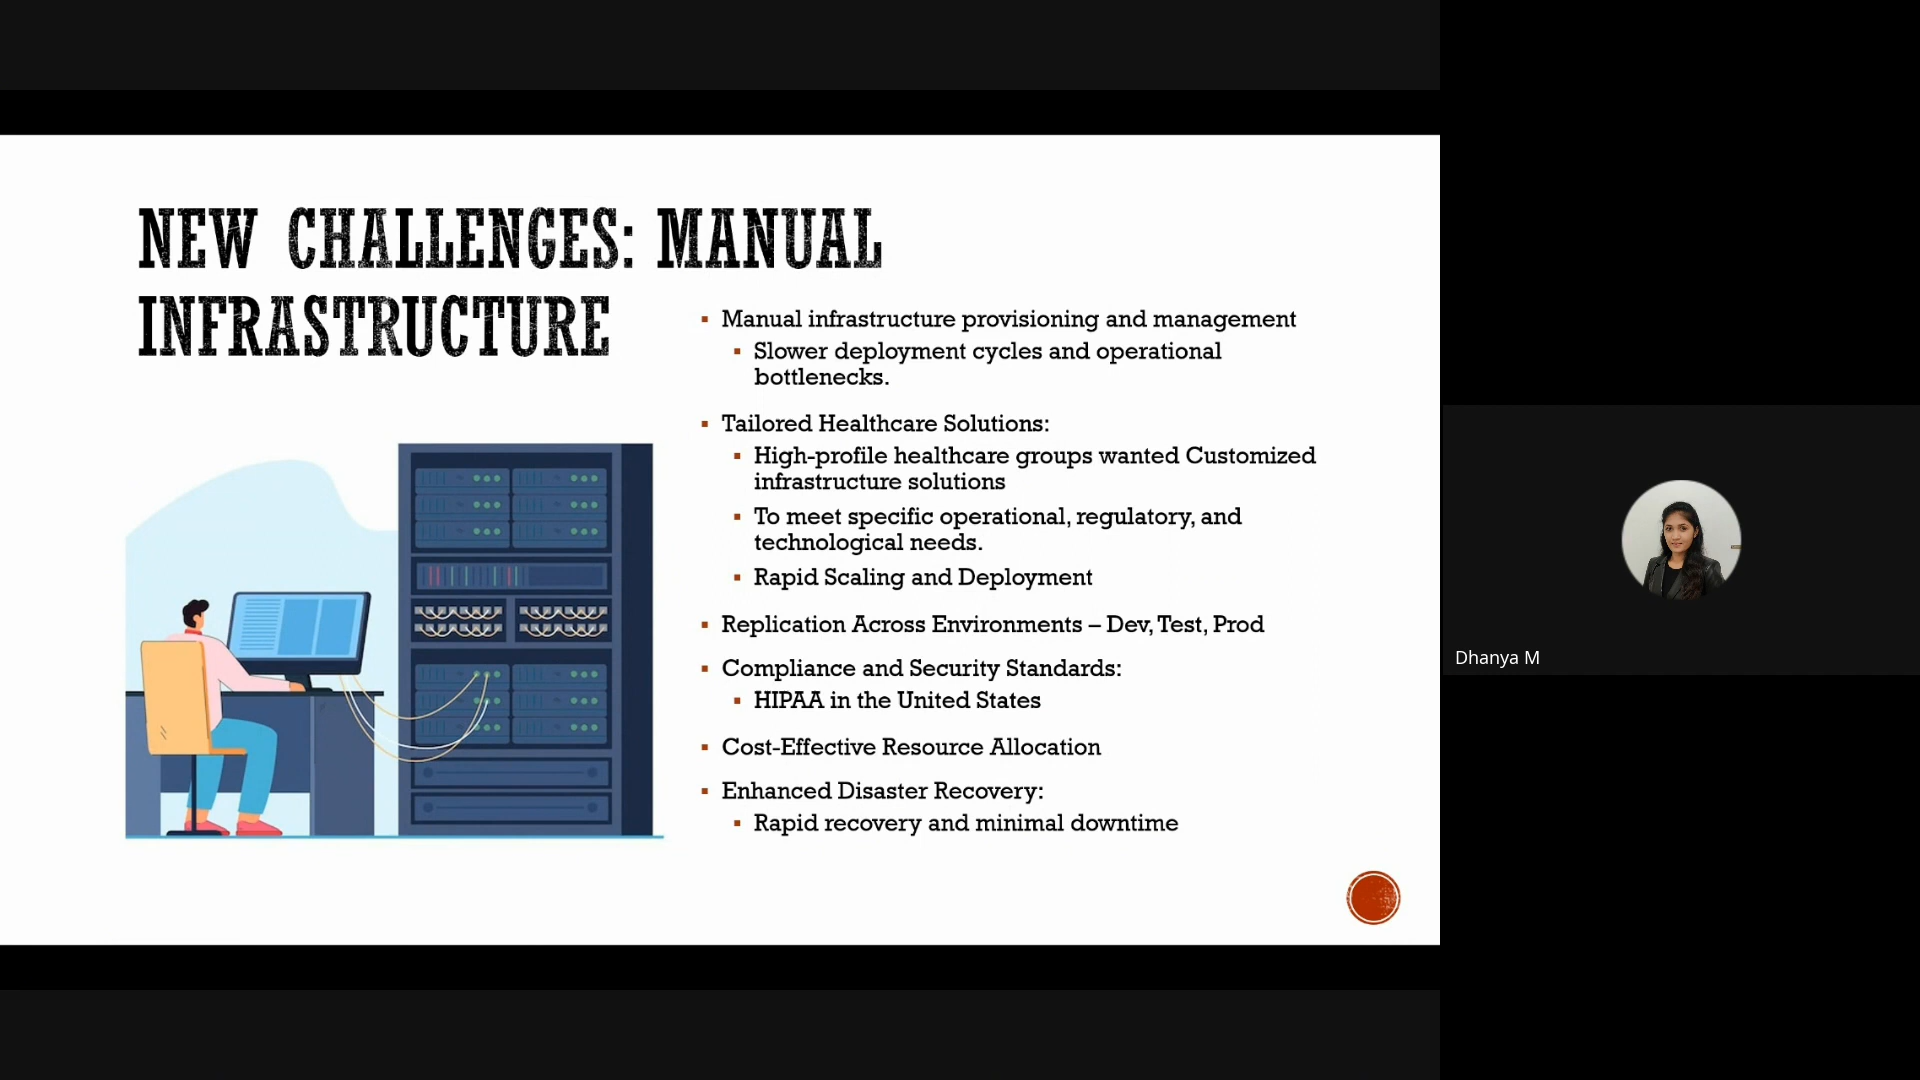 NEW CHALLENGES: MANUAL
INFRASTRUCTURE
▪ Manual infrastructure provisioning and management
▪ Slower deployment cycles and operational
bottlenecks.
▪ Tailored Healthcare Solutions:
▪ High-profile healthcare groups wanted Customized
infrastructure solutions
▪ To meet specific operational, regulatory, and
technological needs.
▪ Rapid Scaling and Deployment
▪ Replication Across Environments – Dev, Test, Prod
▪ Compliance and Security Standards:
▪ HIPAA in the United States
▪ Cost-Effective Resource Allocation
▪ Enhanced Disaster Recovery:
▪ Rapid recovery and minimal downtime
Dhanya M